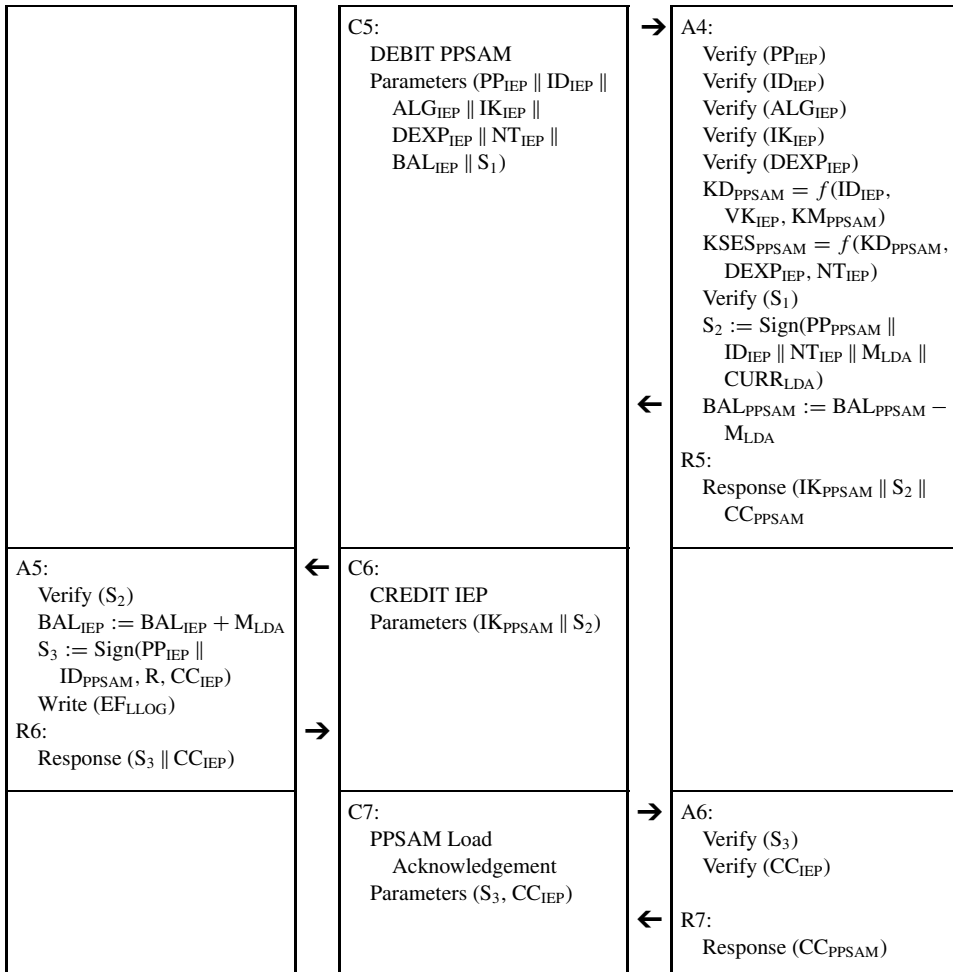 C5:
DEBIT PPSAM
Parameters (PP_IEP ∥ ID_IEP ∥
ALG_IEP ∥ IK_IEP ∥
DEXP_IEP ∥ NT_IEP ∥
BAL_IEP ∥ S_1)
➔
A4:
Verify (PP_IEP)
Verify (ID_IEP)
Verify (ALG_IEP)
Verify (IK_IEP)
Verify (DEXP_IEP)
KD_PPSAM = f(ID_IEP,
VK_IEP, KM_PPSAM)
KSES_PPSAM = f(KD_PPSAM,
DEXP_IEP, NT_IEP)
Verify (S_1)
S_2 := Sign(PP_PPSAM ∥
ID_IEP ∥ NT_IEP ∥ M_LDA ∥
CURR_LDA)
BAL_PPSAM := BAL_PPSAM −
M_LDA
R5:
Response (IK_PPSAM ∥ S_2 ∥
CC_PPSAM
A5:
Verify (S_2)
BAL_IEP := BAL_IEP + M_LDA
S_3 := Sign(PP_IEP ∥
ID_PPSAM, R, CC_IEP)
Write (EF_LLOG)
R6:
Response (S_3 ∥ CC_IEP)
C6:
CREDIT IEP
Parameters (IK_PPSAM ∥ S_2)
C7:
PPSAM Load
Acknowledgement
Parameters (S_3, CC_IEP)
A6:
Verify (S_3)
Verify (CC_IEP)
R7:
Response (CC_PPSAM)